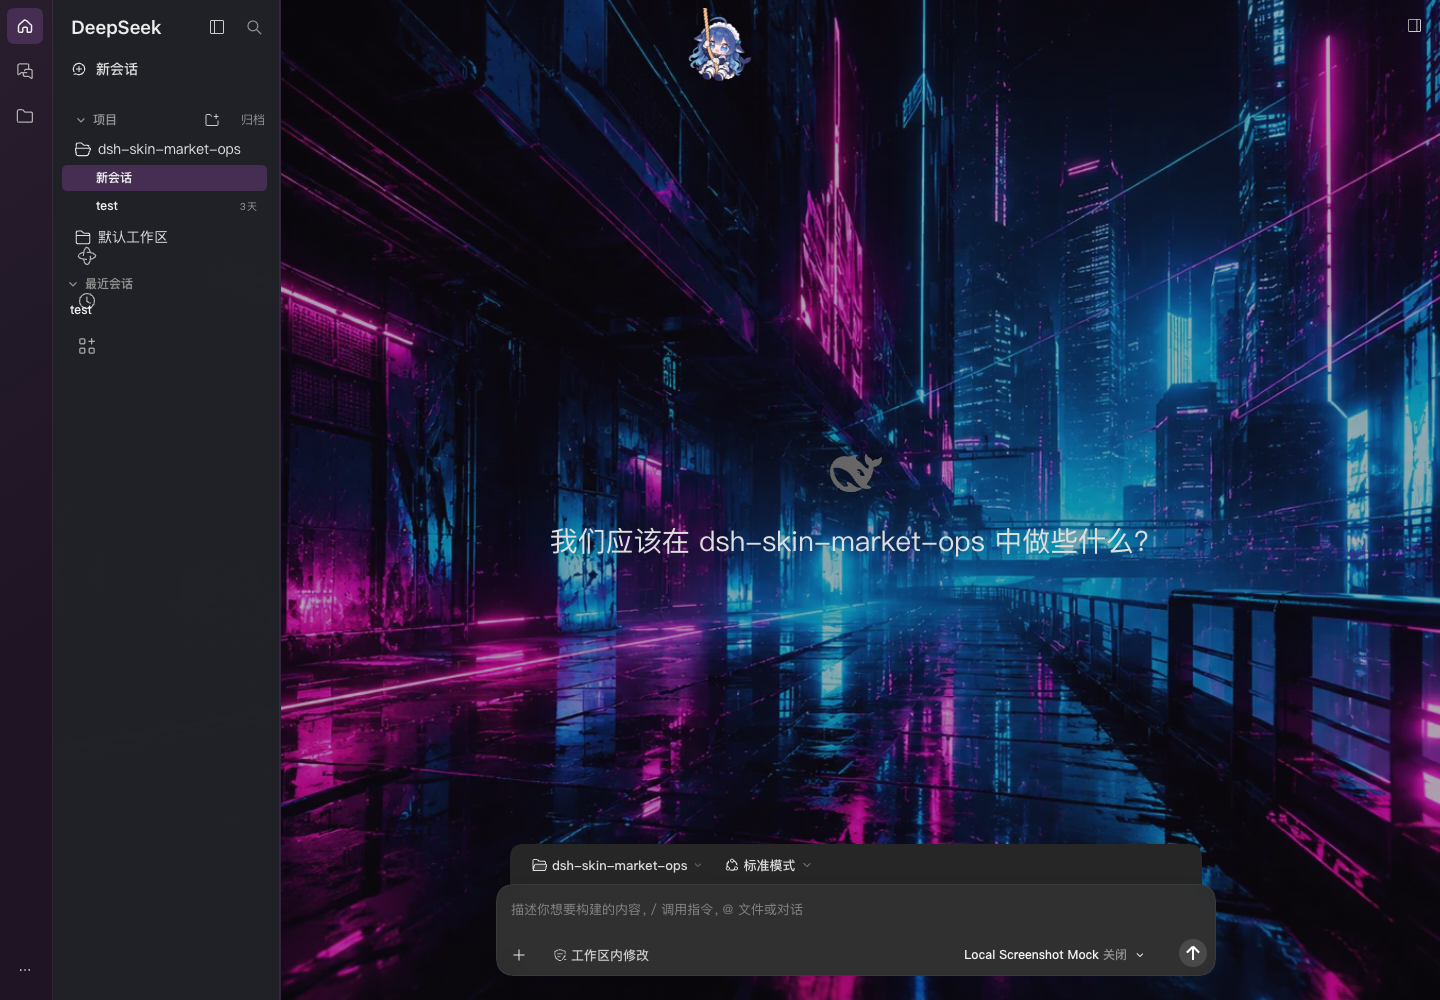 DeepSeek
新会话
项目
归档
dsh-skin-market-ops
新会话
test
3天
默认工作区
最近会话
test
我们应该在 dsh-skin-market-ops 中做些什么?
dsh-skin-market-ops
标准模式
描述你想要构建的内容, / 调用指令, @ 文件或对话
工作区内修改
Local Screenshot Mock 关闭